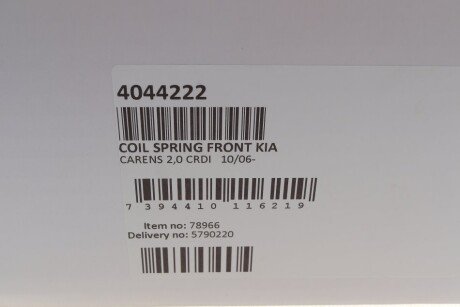 4044222
COIL SPRING FRONT KIA
CARENS 2,0 CRDI 10/06-
7 394410 116219
Item no: 78966
Delivery no: 5790220